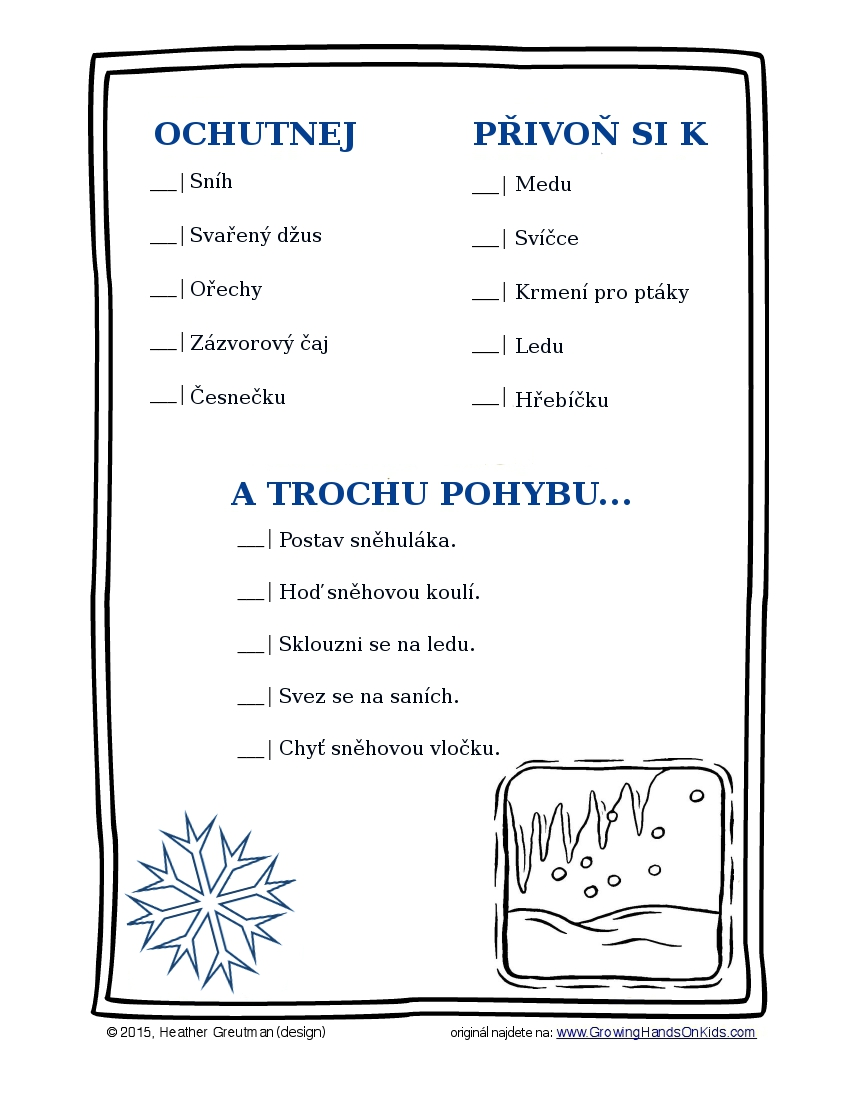 OCHUTNEJ
___| Sníh
___| Svařený džus
___| Ořechy
___| Zázvorový čaj
___| Česnečku
PŘIVOŇ SI K
___| Medu
___| Svíčce
___| Krmení pro ptáky
___| Ledu
___| Hřebíčku
A TROCHU POHYBU...
___| Postav sněhuláka.
___| Hoď sněhovou koulí.
___| Sklouzni se na ledu.
___| Svez se na saních.
___| Chyť sněhovou vločku.
© 2015, Heather Greutman (design)
originál najdete na: www.GrowingHandsOnKids.com